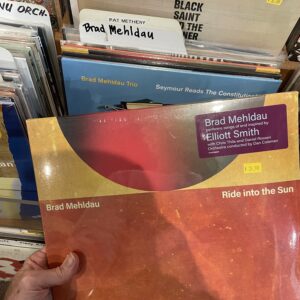 NU ORCH.
PAT METHENY
Brad Mehldau
BLACK
SAINT
Brad Mehldau Trio
Seymour Reads The Constitution!
Brad Mehldau
performs songs of and inspired by
Elliott Smith
with Chris Thile and Daniel Rossen
Orchestra conducted by Dan Coleman
Brad Mehldau
Ride into the Sun